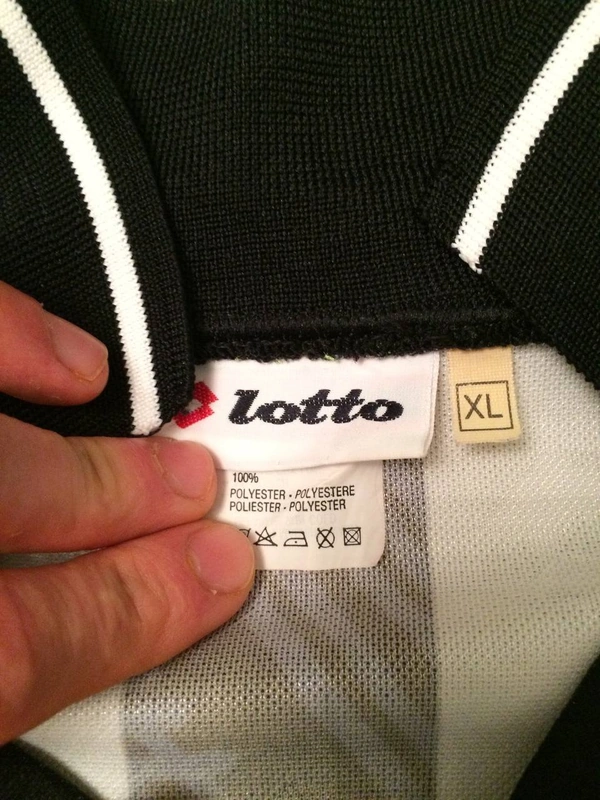 lotto
XL
100%
POLYESTER - POLYESTERE
POLIESTER - POLYESTER